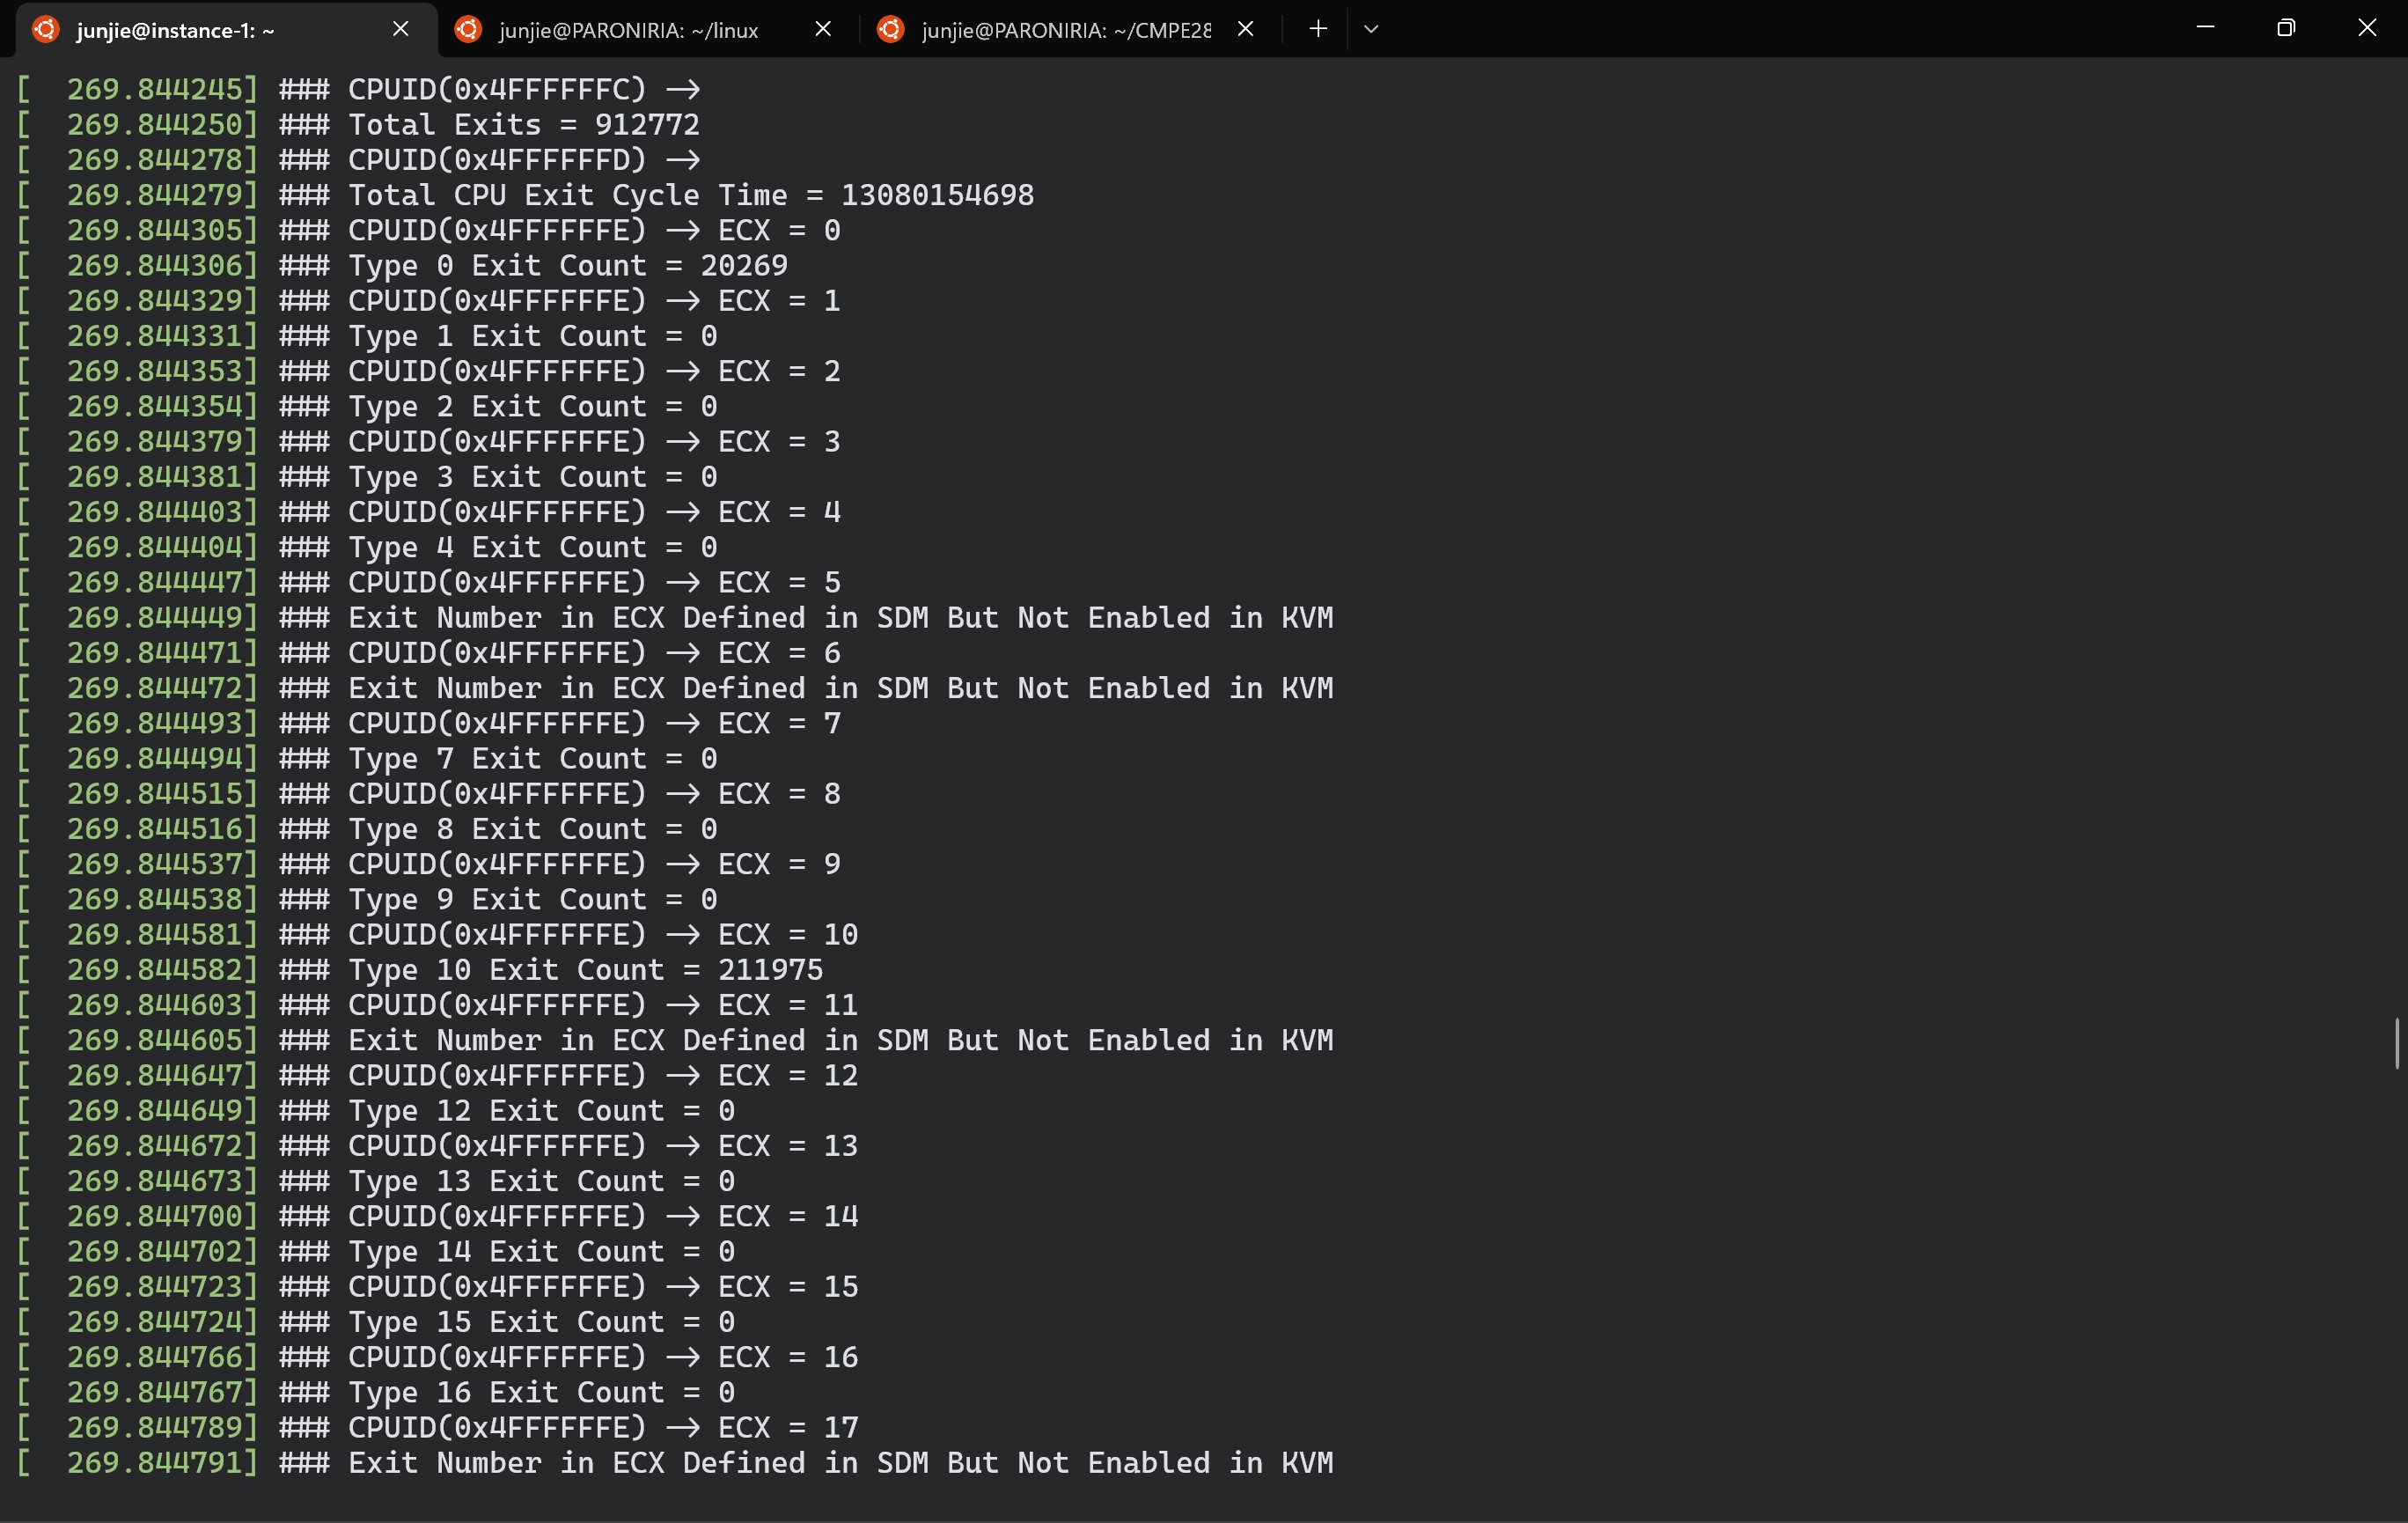 junjie@instance-1: ~
junjie@PARONIRIA: ~/linux
junjie@PARONIRIA: ~/CMPE28
[  269.844245] ### CPUID(0x4FFFFFFC) —>
[  269.844250] ### Total Exits = 912772
[  269.844278] ### CPUID(0x4FFFFFFD) —>
[  269.844279] ### Total CPU Exit Cycle Time = 13080154698
[  269.844305] ### CPUID(0x4FFFFFFE) —> ECX = 0
[  269.844306] ### Type 0 Exit Count = 20269
[  269.844329] ### CPUID(0x4FFFFFFE) —> ECX = 1
[  269.844331] ### Type 1 Exit Count = 0
[  269.844353] ### CPUID(0x4FFFFFFE) —> ECX = 2
[  269.844354] ### Type 2 Exit Count = 0
[  269.844379] ### CPUID(0x4FFFFFFE) —> ECX = 3
[  269.844381] ### Type 3 Exit Count = 0
[  269.844403] ### CPUID(0x4FFFFFFE) —> ECX = 4
[  269.844404] ### Type 4 Exit Count = 0
[  269.844447] ### CPUID(0x4FFFFFFE) —> ECX = 5
[  269.844449] ### Exit Number in ECX Defined in SDM But Not Enabled in KVM
[  269.844471] ### CPUID(0x4FFFFFFE) —> ECX = 6
[  269.844472] ### Exit Number in ECX Defined in SDM But Not Enabled in KVM
[  269.844493] ### CPUID(0x4FFFFFFE) —> ECX = 7
[  269.844494] ### Type 7 Exit Count = 0
[  269.844515] ### CPUID(0x4FFFFFFE) —> ECX = 8
[  269.844516] ### Type 8 Exit Count = 0
[  269.844537] ### CPUID(0x4FFFFFFE) —> ECX = 9
[  269.844538] ### Type 9 Exit Count = 0
[  269.844581] ### CPUID(0x4FFFFFFE) —> ECX = 10
[  269.844582] ### Type 10 Exit Count = 211975
[  269.844603] ### CPUID(0x4FFFFFFE) —> ECX = 11
[  269.844605] ### Exit Number in ECX Defined in SDM But Not Enabled in KVM
[  269.844647] ### CPUID(0x4FFFFFFE) —> ECX = 12
[  269.844649] ### Type 12 Exit Count = 0
[  269.844672] ### CPUID(0x4FFFFFFE) —> ECX = 13
[  269.844673] ### Type 13 Exit Count = 0
[  269.844700] ### CPUID(0x4FFFFFFE) —> ECX = 14
[  269.844702] ### Type 14 Exit Count = 0
[  269.844723] ### CPUID(0x4FFFFFFE) —> ECX = 15
[  269.844724] ### Type 15 Exit Count = 0
[  269.844766] ### CPUID(0x4FFFFFFE) —> ECX = 16
[  269.844767] ### Type 16 Exit Count = 0
[  269.844789] ### CPUID(0x4FFFFFFE) —> ECX = 17
[  269.844791] ### Exit Number in ECX Defined in SDM But Not Enabled in KVM